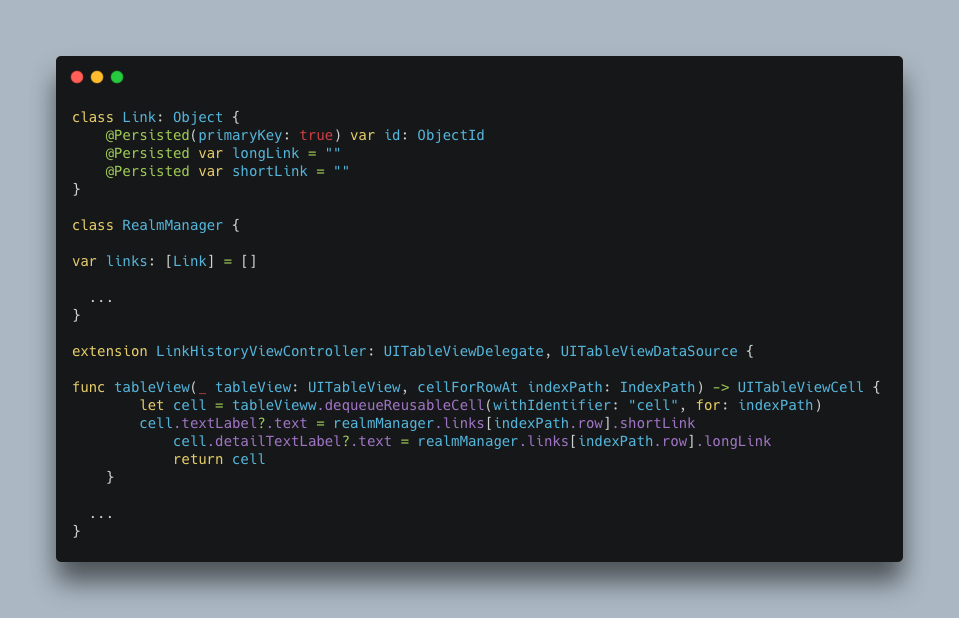 class Link: Object {
    @Persisted(primaryKey: true) var id: ObjectId
    @Persisted var longLink = ""
    @Persisted var shortLink = ""
}

class RealmManager {

var links: [Link] = []

  ...
}

extension LinkHistoryViewController: UITableViewDelegate, UITableViewDataSource {

func tableView(_ tableView: UITableView, cellForRowAt indexPath: IndexPath) -> UITableViewCell {
        let cell = tableVieww.dequeueReusableCell(withIdentifier: "cell", for: indexPath)
        cell.textLabel?.text = realmManager.links[indexPath.row].shortLink
            cell.detailTextLabel?.text = realmManager.links[indexPath.row].longLink
            return cell
    }

  ...
}